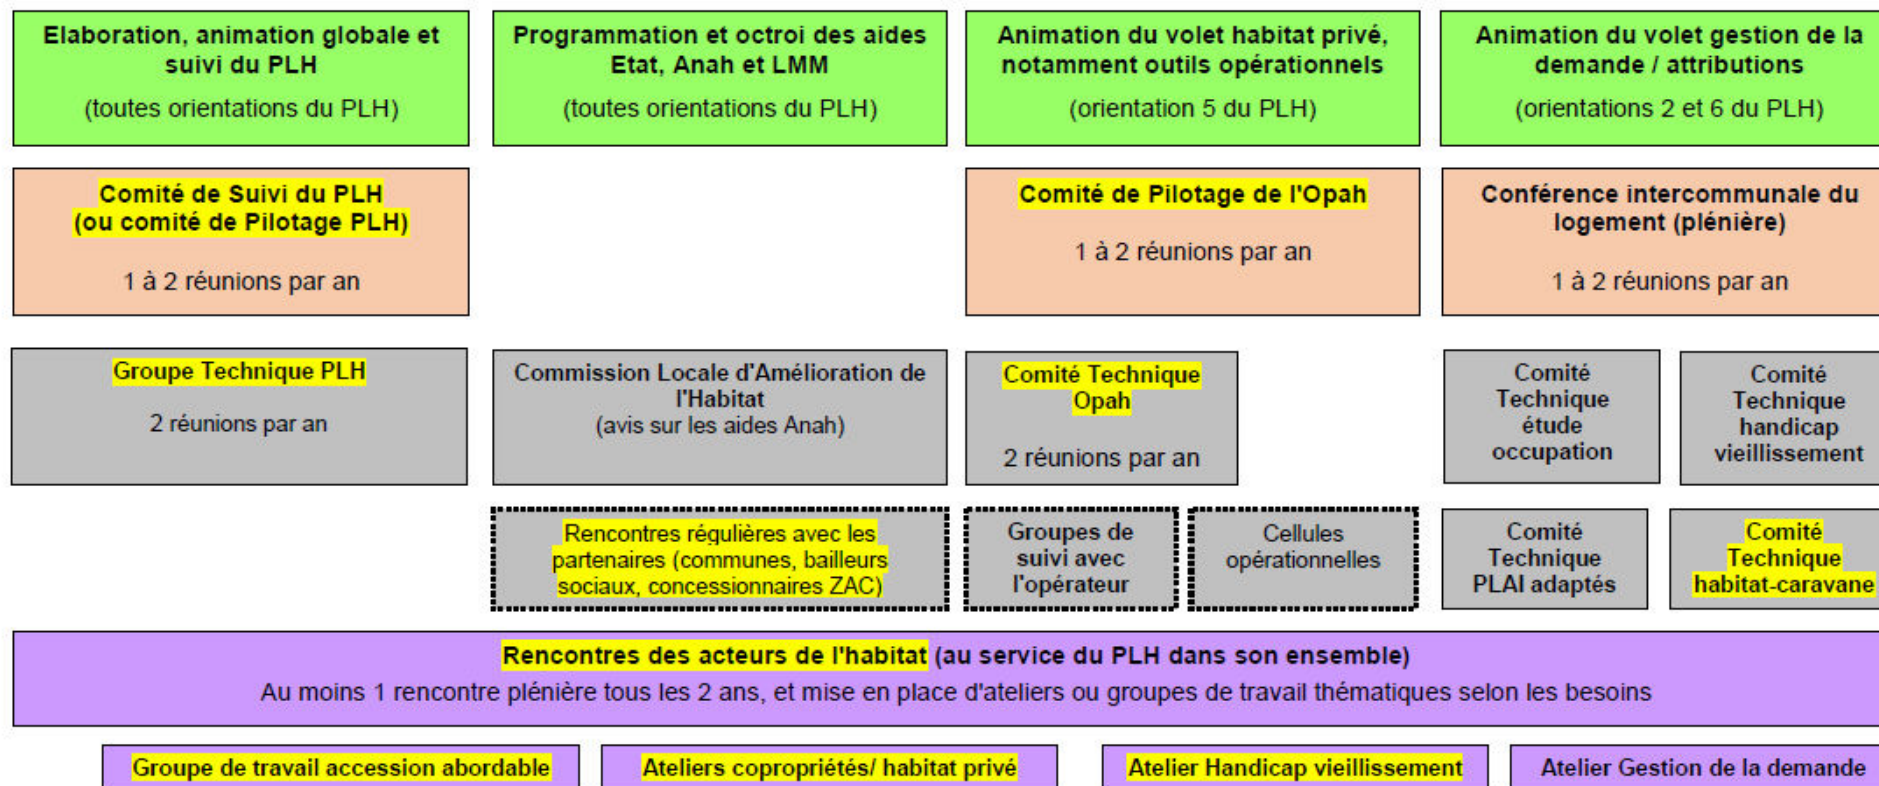 Elaboration, animation globale et
suivi du PLH
(toutes orientations du PLH)
Programmation et octroi des aides
Etat, Anah et LMM
(toutes orientations du PLH)
Animation du volet habitat privé,
notamment outils opérationnels
(orientation 5 du PLH)
Animation du volet gestion de la
demande / attributions
(orientations 2 et 6 du PLH)
Comité de Suivi du PLH
(ou comité de Pilotage PLH)
1 à 2 réunions par an
Comité de Pilotage de l'Opah
1 à 2 réunions par an
Conférence intercommunale du
logement (plénière)
1 à 2 réunions par an
Groupe Technique PLH
2 réunions par an
Commission Locale d'Amélioration de
l'Habitat
(avis sur les aides Anah)
Comité Technique
Opah
2 réunions par an
Comité
Technique
étude
occupation
Comité
Technique
handicap
vieillissement
Rencontres régulières avec les
partenaires (communes, bailleurs
sociaux, concessionnaires ZAC)
Groupes de
suivi avec
l'opérateur
Cellules
opérationnelles
Comité
Technique
PLAI adaptés
Comité
Technique
habitat-caravane
Rencontres des acteurs de l'habitat (au service du PLH dans son ensemble)
Au moins 1 rencontre plénière tous les 2 ans, et mise en place d'ateliers ou groupes de travail thématiques selon les besoins
Groupe de travail accession abordable
Ateliers copropriétés/ habitat privé
Atelier Handicap vieillissement
Atelier Gestion de la demande